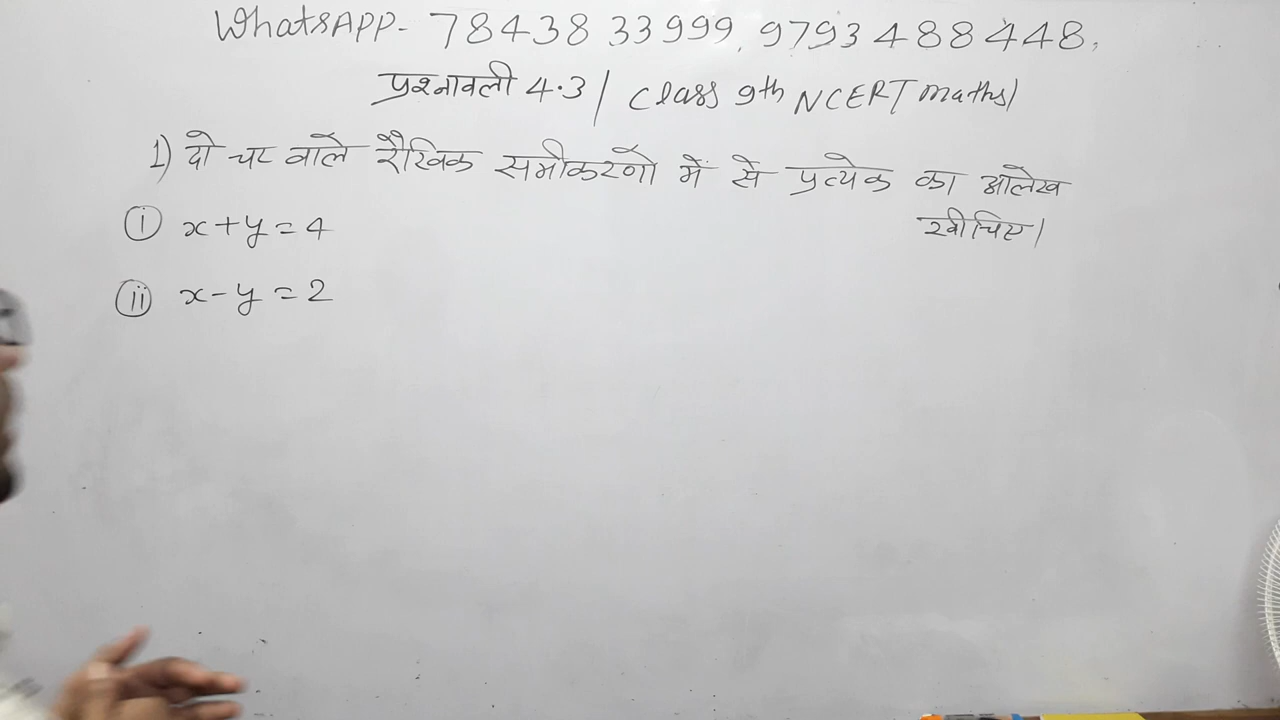 WhatsAPP- 78438 33999, 9793488448,
प्रश्नावली 4.3 / Class 9th NCERT maths/
1) दो चर वाले रैखिक समीकरणों में से प्रत्येक का आलेख
खीचिए।
(i) x+y=4
(ii) x-y=2